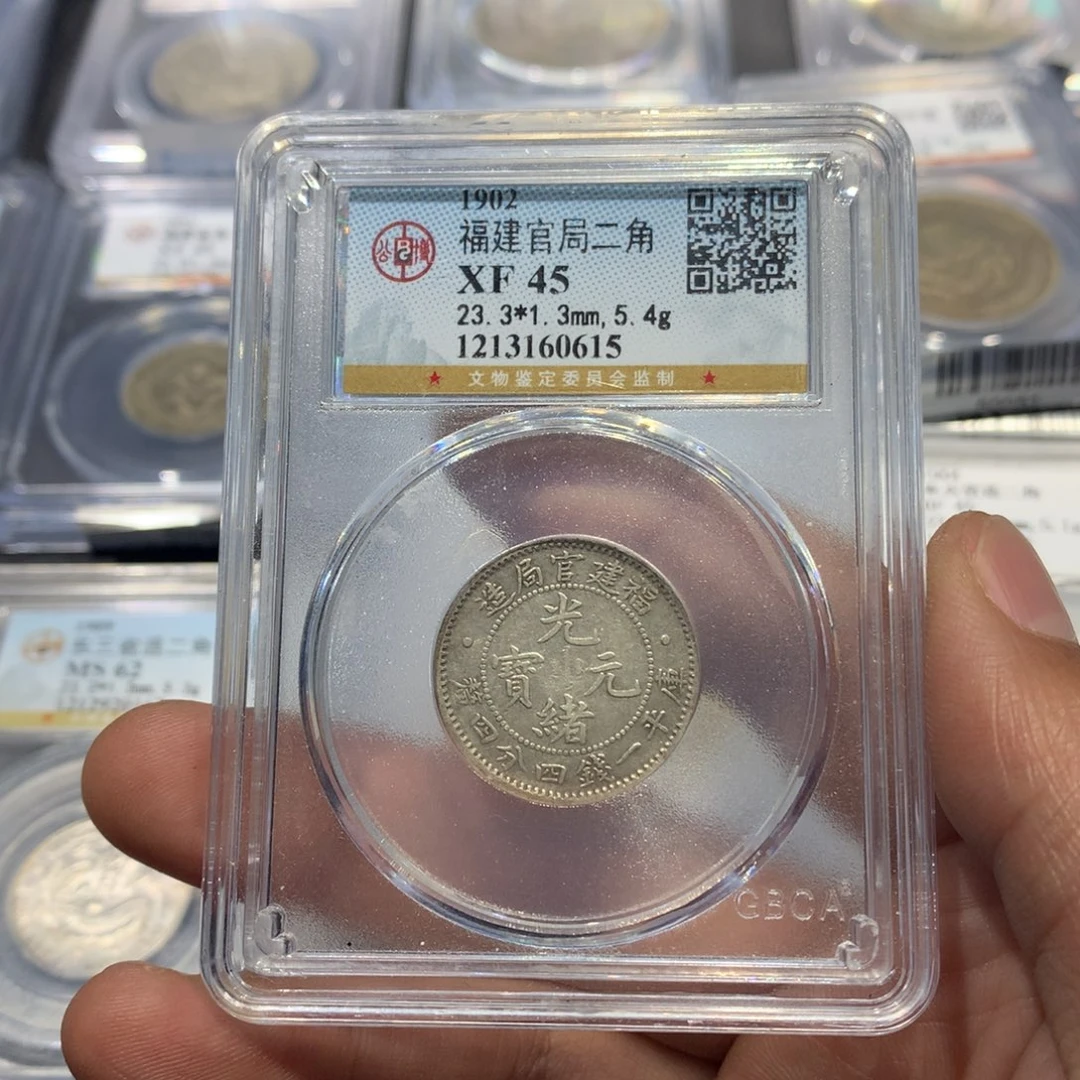 1902
福建官局二角
XF 45
23.3*1.3mm,5.4g
1213160615
★ 文物鉴定委员会监制 ★
福建官局造
光緒元寶
庫平一錢四分四釐
GBCA
MS 62